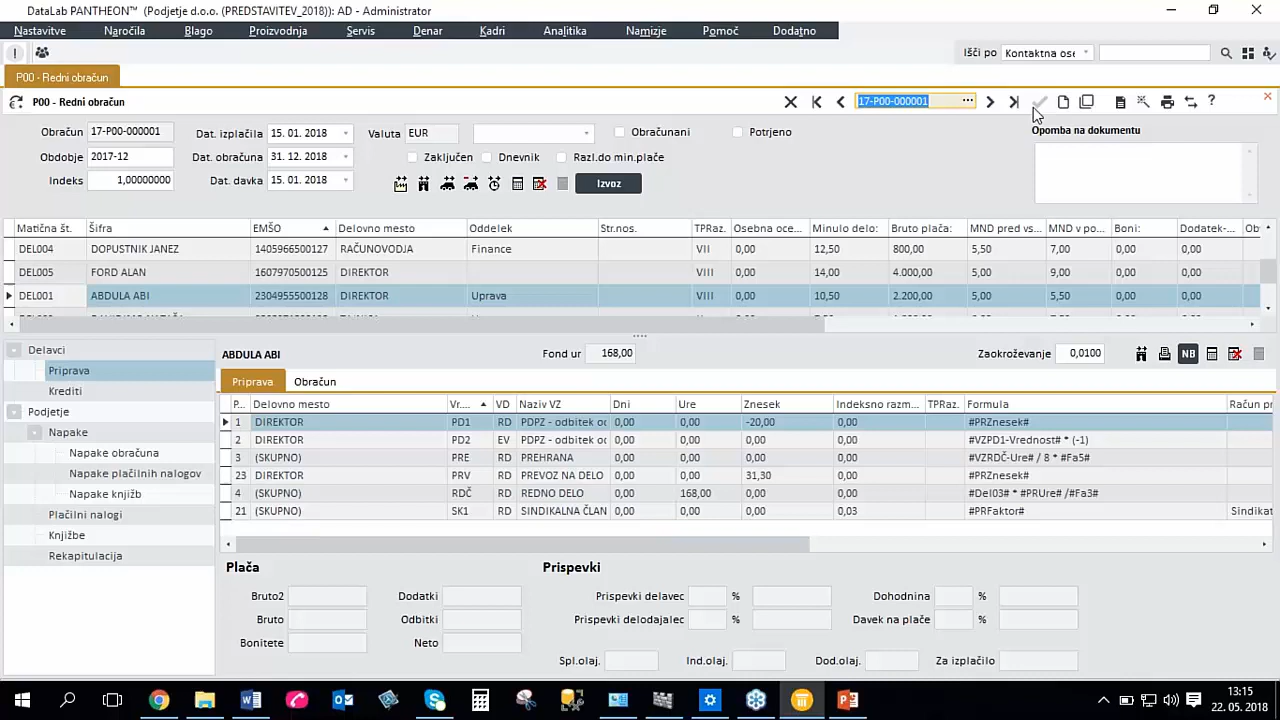 DataLab PANTHEON™ (Podjetje d.o.o. (PREDSTAVITEV_2018)): AD - Administrator
Nastavitve Naročila Blago Proizvodnja Servis Denar Kadri Analitika Namizje Pomoč Dodatno
Išči po Kontaktna ose
P00 - Redni obračun
P00 - Redni obračun 17-P00-000001
Obračun 17-P00-000001 Dat. izplačila 15. 01. 2018 Valuta EUR Obračunani Potrjeno Opomba na dokumentu
Obdobje 2017-12 Dat. obračuna 31. 12. 2018 Zaključen Dnevnik Razl.do min.plače
Indeks 1,00000000 Dat. davka 15. 01. 2018 Izvoz
Matična št. Šifra EMŠO Delovno mesto Oddelek Str.nos. TPRaz. Osebna oce... Minulo delo: Bruto plača: MND pred vs... MND v po... Boni: Dodatek-... Ob
DEL004 DOPUSTNIK JANEZ 1405966500127 RAČUNOVODJA Finance VII 0,00 12,50 800,00 5,50 7,00 0,00 0,00
DEL005 FORD ALAN 1607970500125 DIREKTOR VIII 0,00 14,00 4.000,00 5,00 9,00 0,00 0,00
DEL001 ABDULA ABI 2304955500128 DIREKTOR Uprava VIII 0,00 10,50 2.200,00 5,00 5,50 0,00 0,00
Delavci
Priprava
Krediti
Podjetje
Napake
Napake obračuna
Napake plačilnih nalogov
Napake knjižb
Plačilni nalogi
Knjižbe
Rekapitulacija
ABDULA ABI Fond ur 168,00 Zaokroževanje 0,0100 NB
Priprava Obračun
P... Delovno mesto Vr.... VD Naziv VZ Dni Ure Znesek Indeksno razm... TPRaz. Formula Račun pr
1 DIREKTOR PD1 RD PDPZ - odbitek od 0,00 0,00 -20,00 0,00 #PRZnesek#
2 DIREKTOR PD2 EV PDPZ - odbitek od 0,00 0,00 0,00 0,00 #VZPD1-Vrednost# * (-1)
3 (SKUPNO) PRE RD PREHRANA 0,00 0,00 0,00 0,00 #VZRDČ-Ure# / 8 * #Fa5#
23 DIREKTOR PRV RD PREVOZ NA DELO 0,00 0,00 31,30 0,00 #PRZnesek#
4 (SKUPNO) RDČ RD REDNO DELO 0,00 168,00 0,00 0,00 #Del03# * #PRUre# /#Fa3#
21 (SKUPNO) SK1 RD SINDIKALNA ČLAN 0,00 0,00 0,00 0,03 #PRFaktor# Sindikat
Plača Prispevki
Bruto2 Dodatki Prispevki delavec % Dohodnina %
Bruto Odbitki Prispevki delodajalec % Davek na plače %
Bonitete Neto
Spl.olaj. Ind.olaj. Dod.olaj. Za izplačilo
13:15
22. 05. 2018